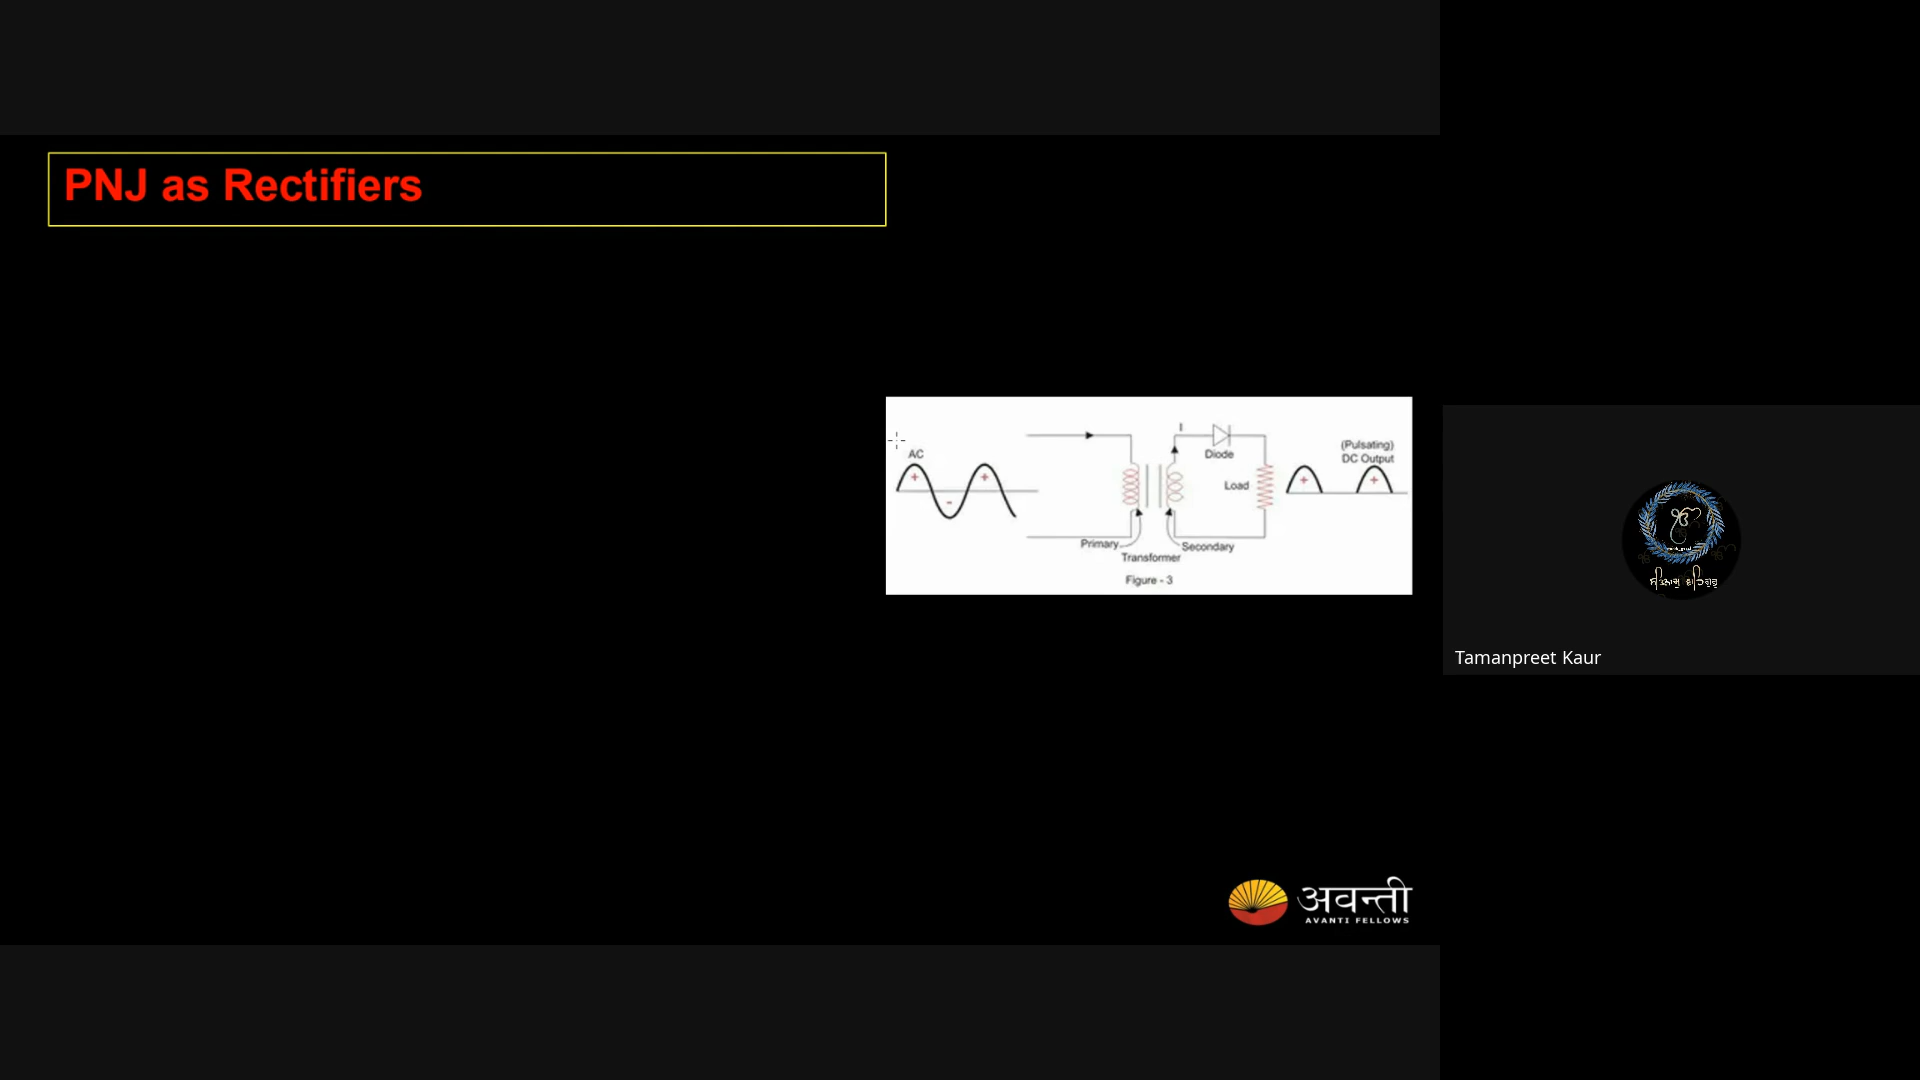 PNJ as Rectifiers
AC
+
+
-
I
Diode
Load
(Pulsating)
DC Output
+
+
Primary
Secondary
Transformer
Figure - 3
Tamanpreet Kaur
अवन्ती
AVANTI FELLOWS